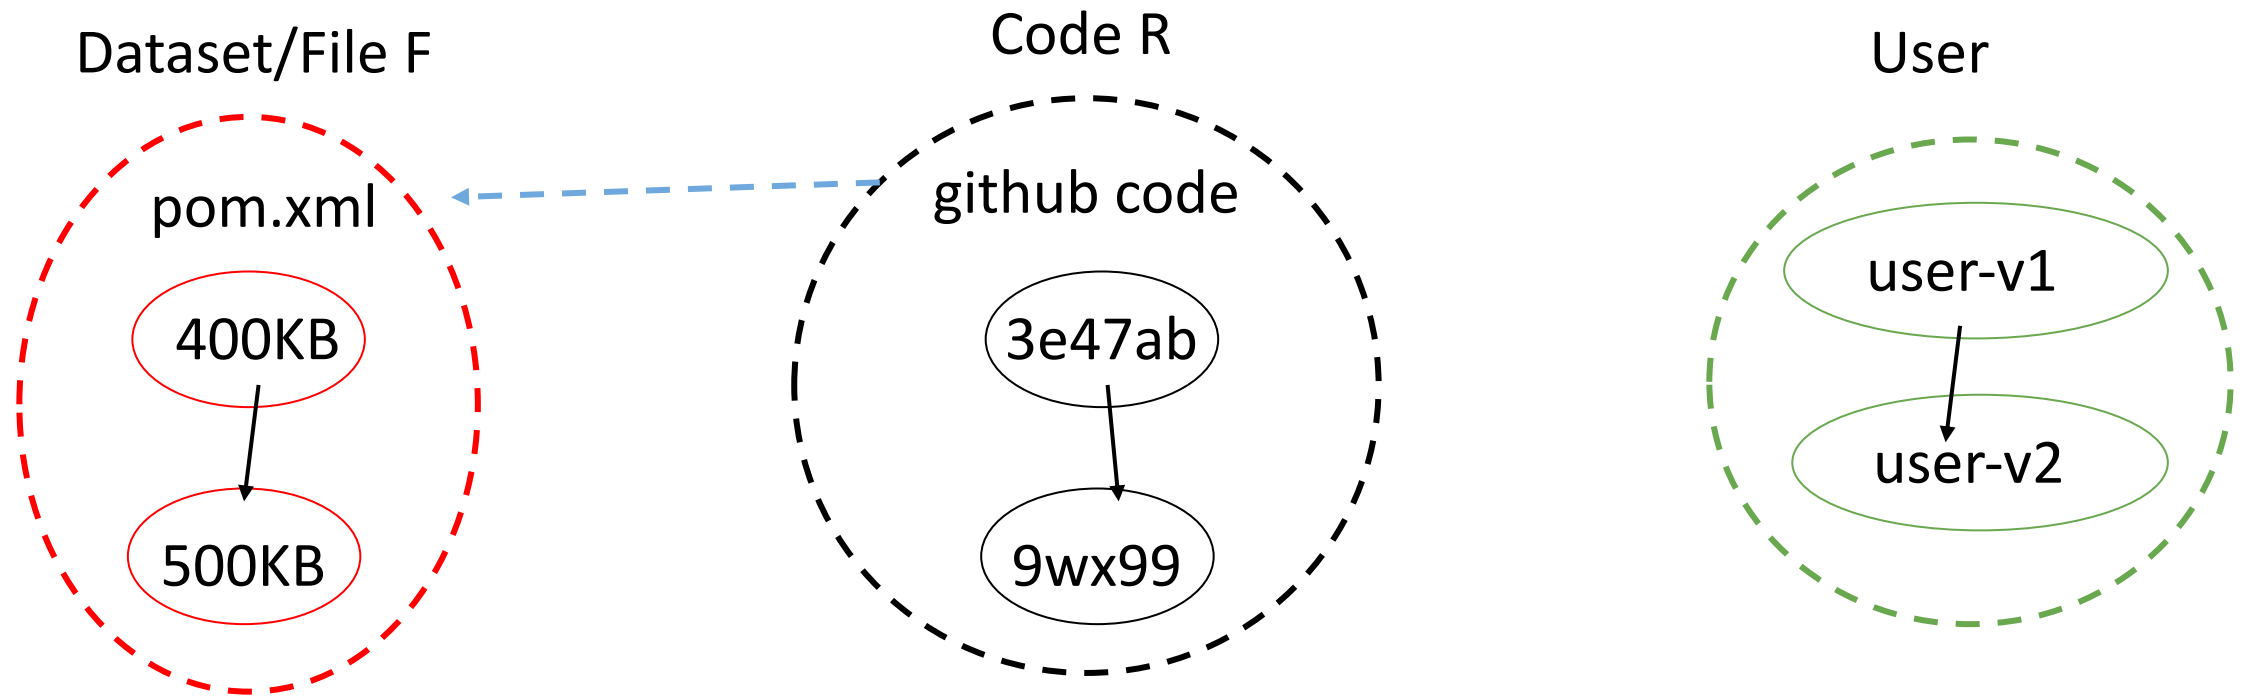 Dataset/File F
pom.xml
400KB
500KB
Code R
github code
3e47ab
9wx99
User
user-v1
user-v2